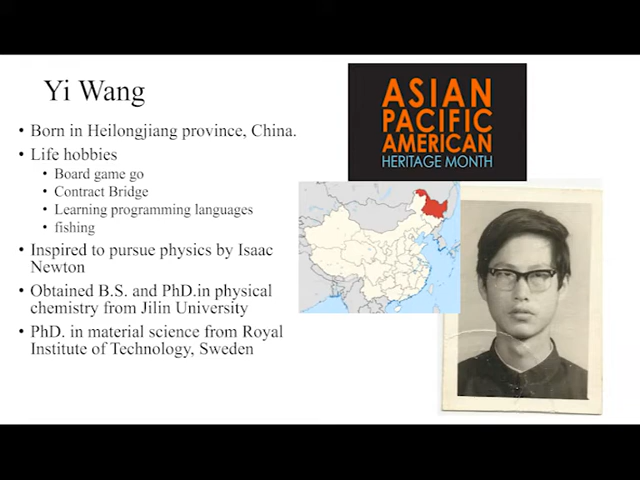 Yi Wang
• Born in Heilongjiang province, China.
• Life hobbies
• Board game go
• Contract Bridge
• Learning programming languages
• fishing
• Inspired to pursue physics by Isaac
Newton
• Obtained B.S. and PhD.in physical
chemistry from Jilin University
• PhD. in material science from Royal
Institute of Technology, Sweden
ASIAN
PACIFIC
AMERICAN
HERITAGE MONTH